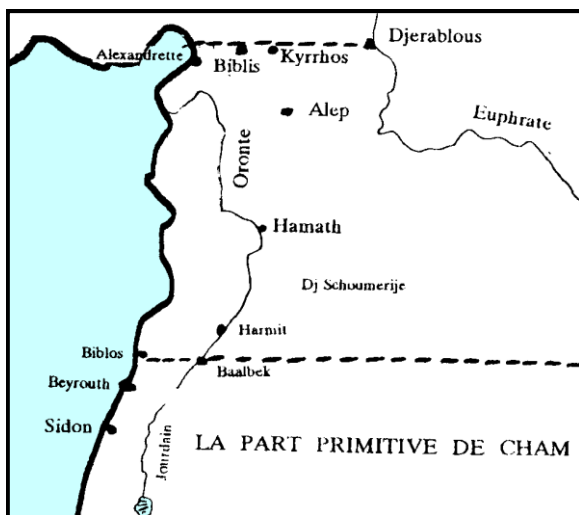 Djerablous
Alexandrette
Biblis
Kyrrhos
Alep
Euphrate
Oronte
Hamath
Dj Schoumerije
Harmit
Biblos
Baalbek
Beyrouth
Sidon
LA PART PRIMITIVE DE CHAM
Jourdain